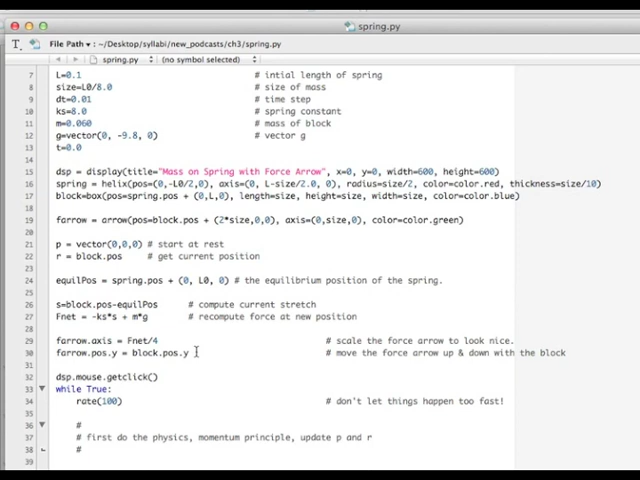 spring.py
File Path ▾ : ~/Desktop/syllabi/new_podcasts/ch3/spring.py
spring.py (no symbol selected)
7 L=0.1 # intial length of spring
8 size=L0/8.0 # size of mass
9 dt=0.01 # time step
10 ks=8.0 # spring constant
11 m=0.060 # mass of block
12 g=vector(0, -9.8, 0) # vector g
13 t=0.0
14
15 dsp = display(title="Mass on Spring with Force Arrow", x=0, y=0, width=600, height=600)
16 spring = helix(pos=(0,-L0/2,0), axis=(0, L-size/2.0, 0), radius=size/2, color=color.red, thickness=size/10)
17 block=box(pos=spring.pos + (0,L,0), length=size, height=size, width=size, color=color.blue)
18
19 farrow = arrow(pos=block.pos + (2*size,0,0), axis=(0,size,0), color=color.green)
20
21 p = vector(0,0,0) # start at rest
22 r = block.pos # get current position
23
24 equilPos = spring.pos + (0, L0, 0) # the equilibrium position of the spring.
25
26 s=block.pos-equilPos # compute current stretch
27 Fnet = -ks*s + m*g # recompute force at new position
28
29 farrow.axis = Fnet/4 # scale the force arrow to look nice.
30 farrow.pos.y = block.pos.y # move the force arrow up & down with the block
31
32 dsp.mouse.getclick()
33 while True:
34 rate(100) # don't let things happen too fast!
35
36 #
37 # first do the physics, momentum principle, update p and r
38 #
39